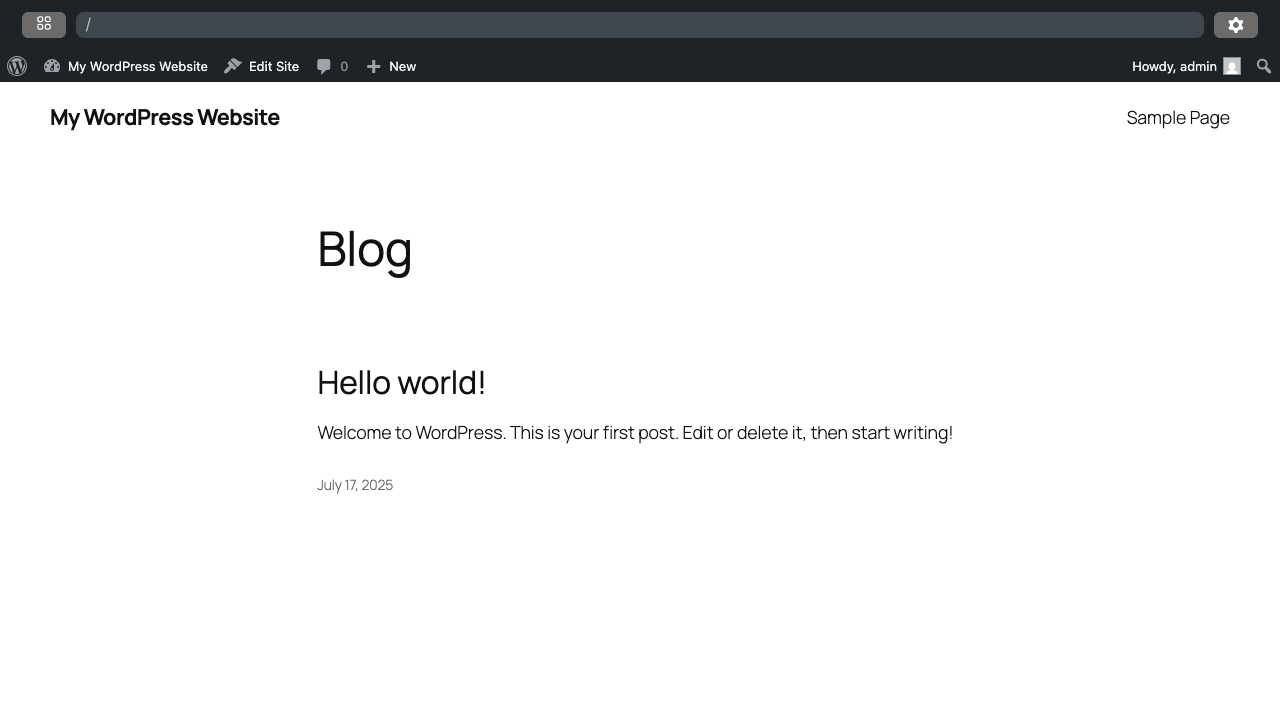 /
My WordPress Website
Edit Site
0
New
Howdy, admin
My WordPress Website
Sample Page
Blog
Hello world!
Welcome to WordPress. This is your first post. Edit or delete it, then start writing!
July 17, 2025